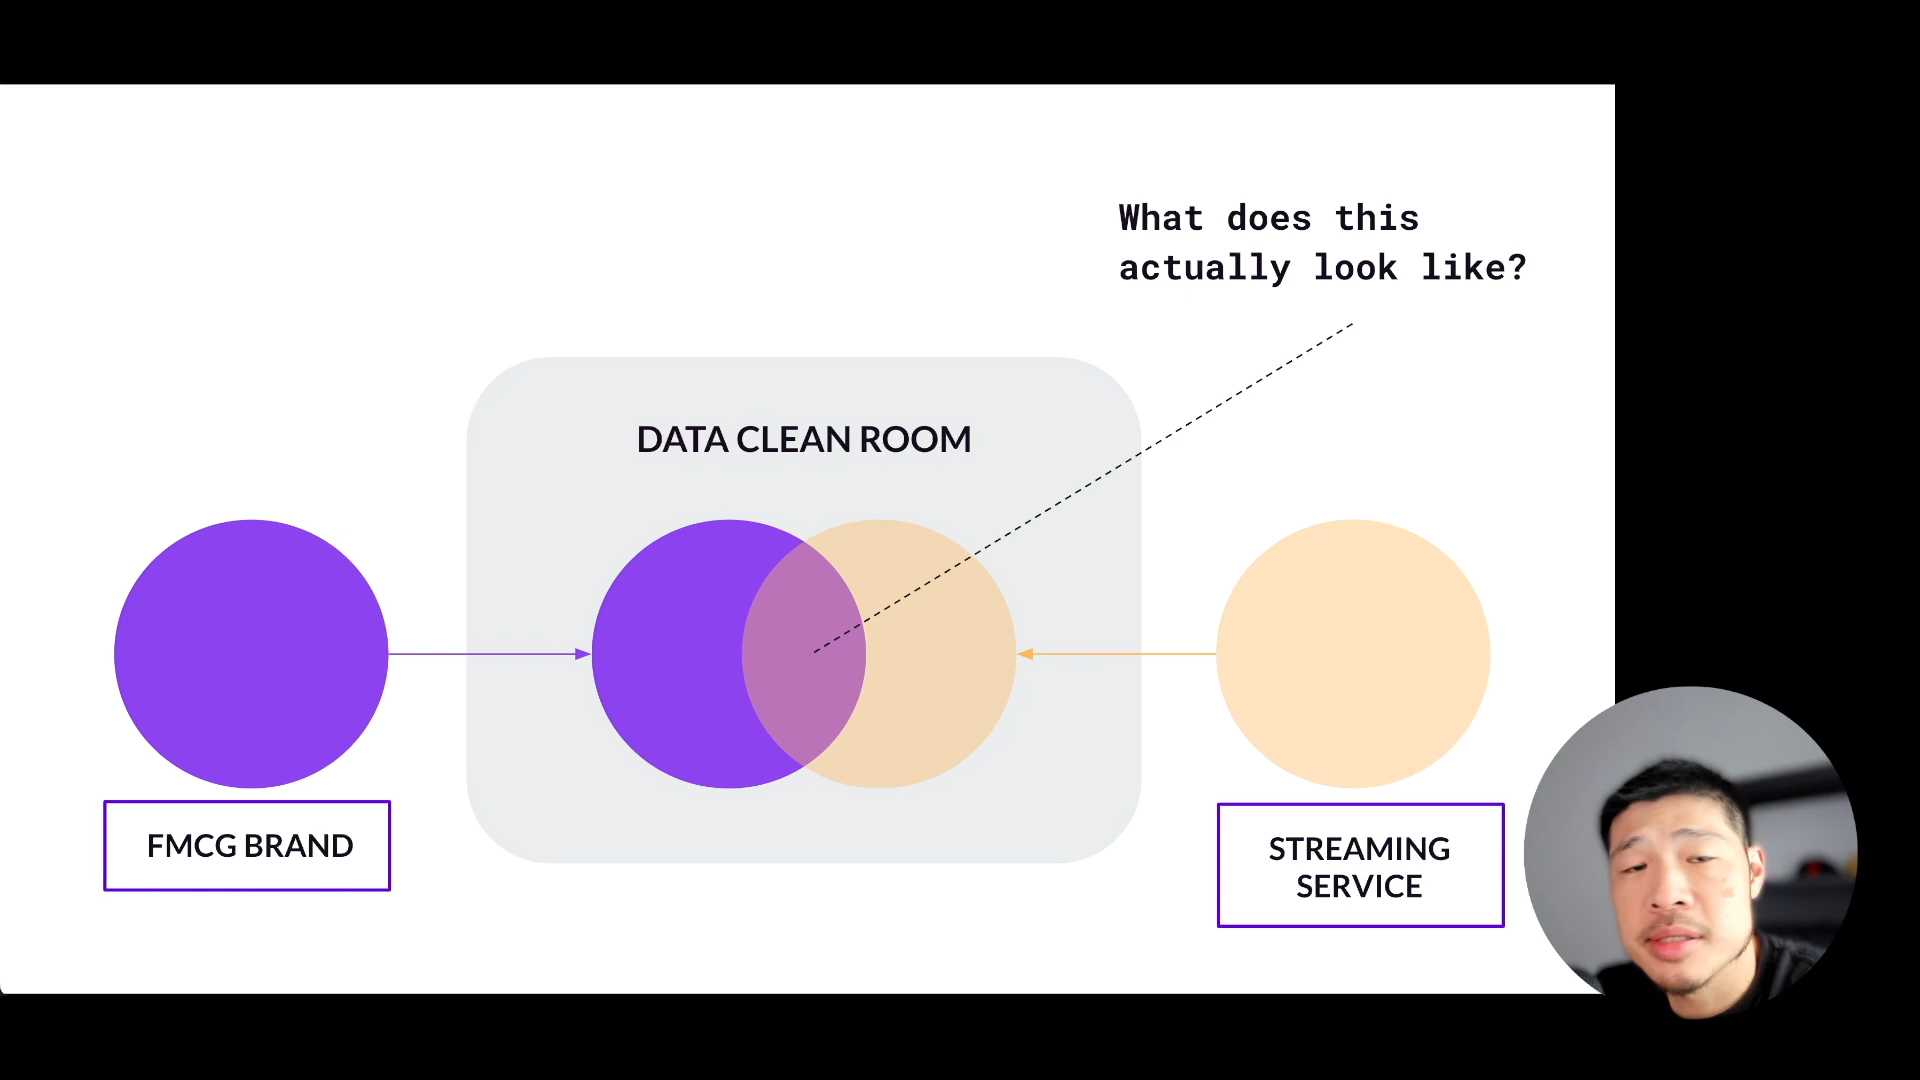 What does this
actually look like?
DATA CLEAN ROOM
FMCG BRAND
STREAMING
SERVICE